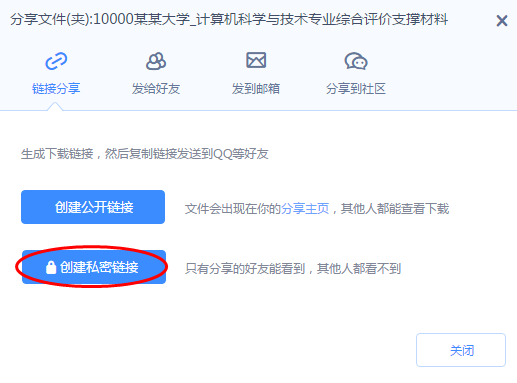 分享文件(夹):10000某某大学_计算机科学与技术专业综合评价支撑材料
链接分享 发给好友 发到邮箱 分享到社区
生成下载链接，然后复制链接发送到QQ等好友
创建公开链接 文件会出现在你的分享主页，其他人都能查看下载
创建私密链接 只有分享的好友能看到，其他人都看不到
关闭